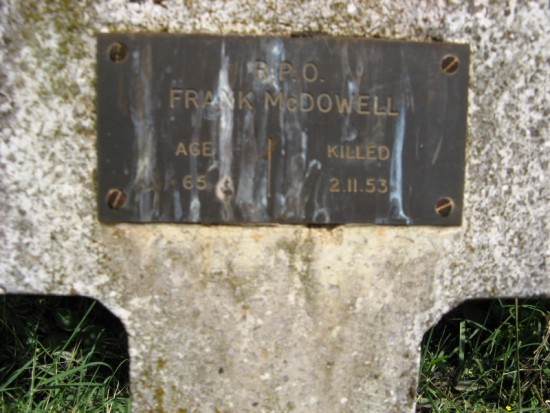 R.P.O.
FRANK McDOWELL
AGE KILLED
65 2.11.53